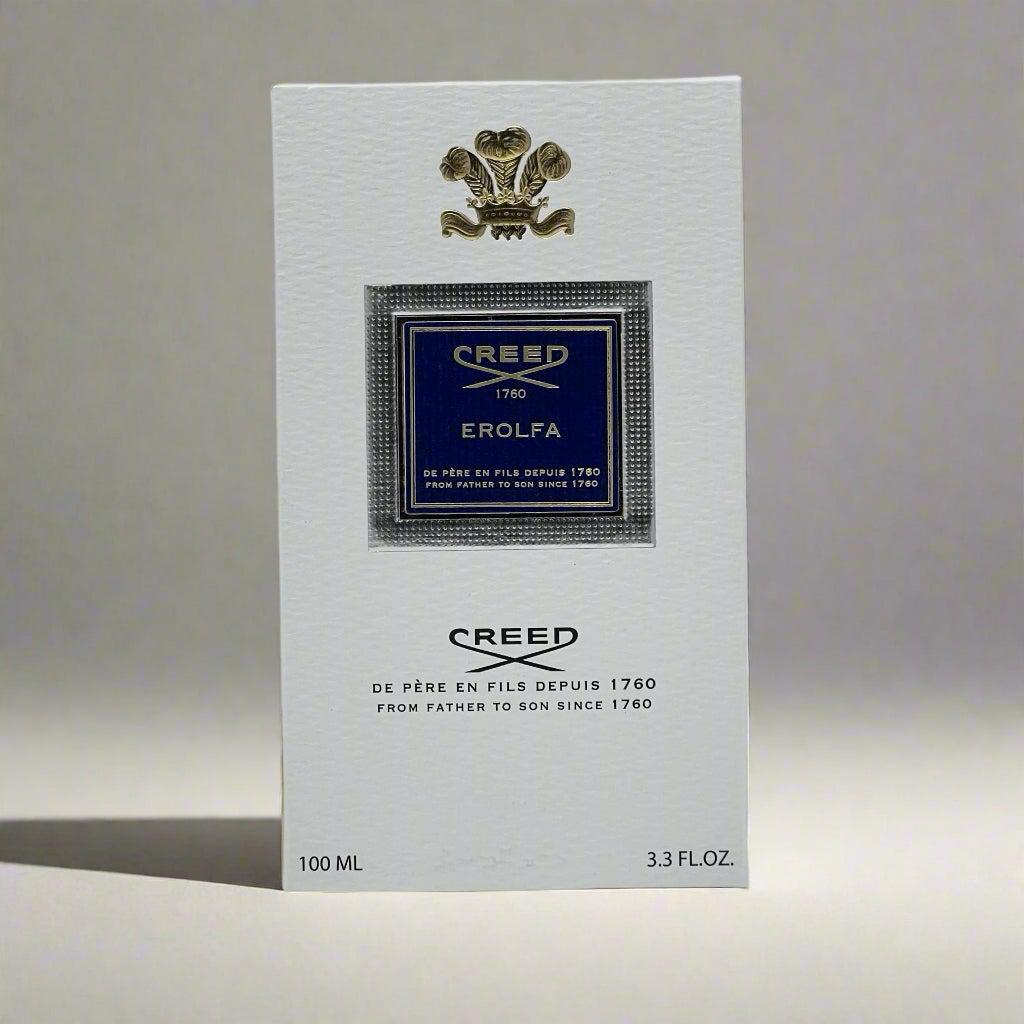 CREED
1760
EROLFA
DE PÈRE EN FILS DEPUIS 1760
FROM FATHER TO SON SINCE 1760
CREED
DE PÈRE EN FILS DEPUIS 1760
FROM FATHER TO SON SINCE 1760
100 ML 3.3 FL.OZ.